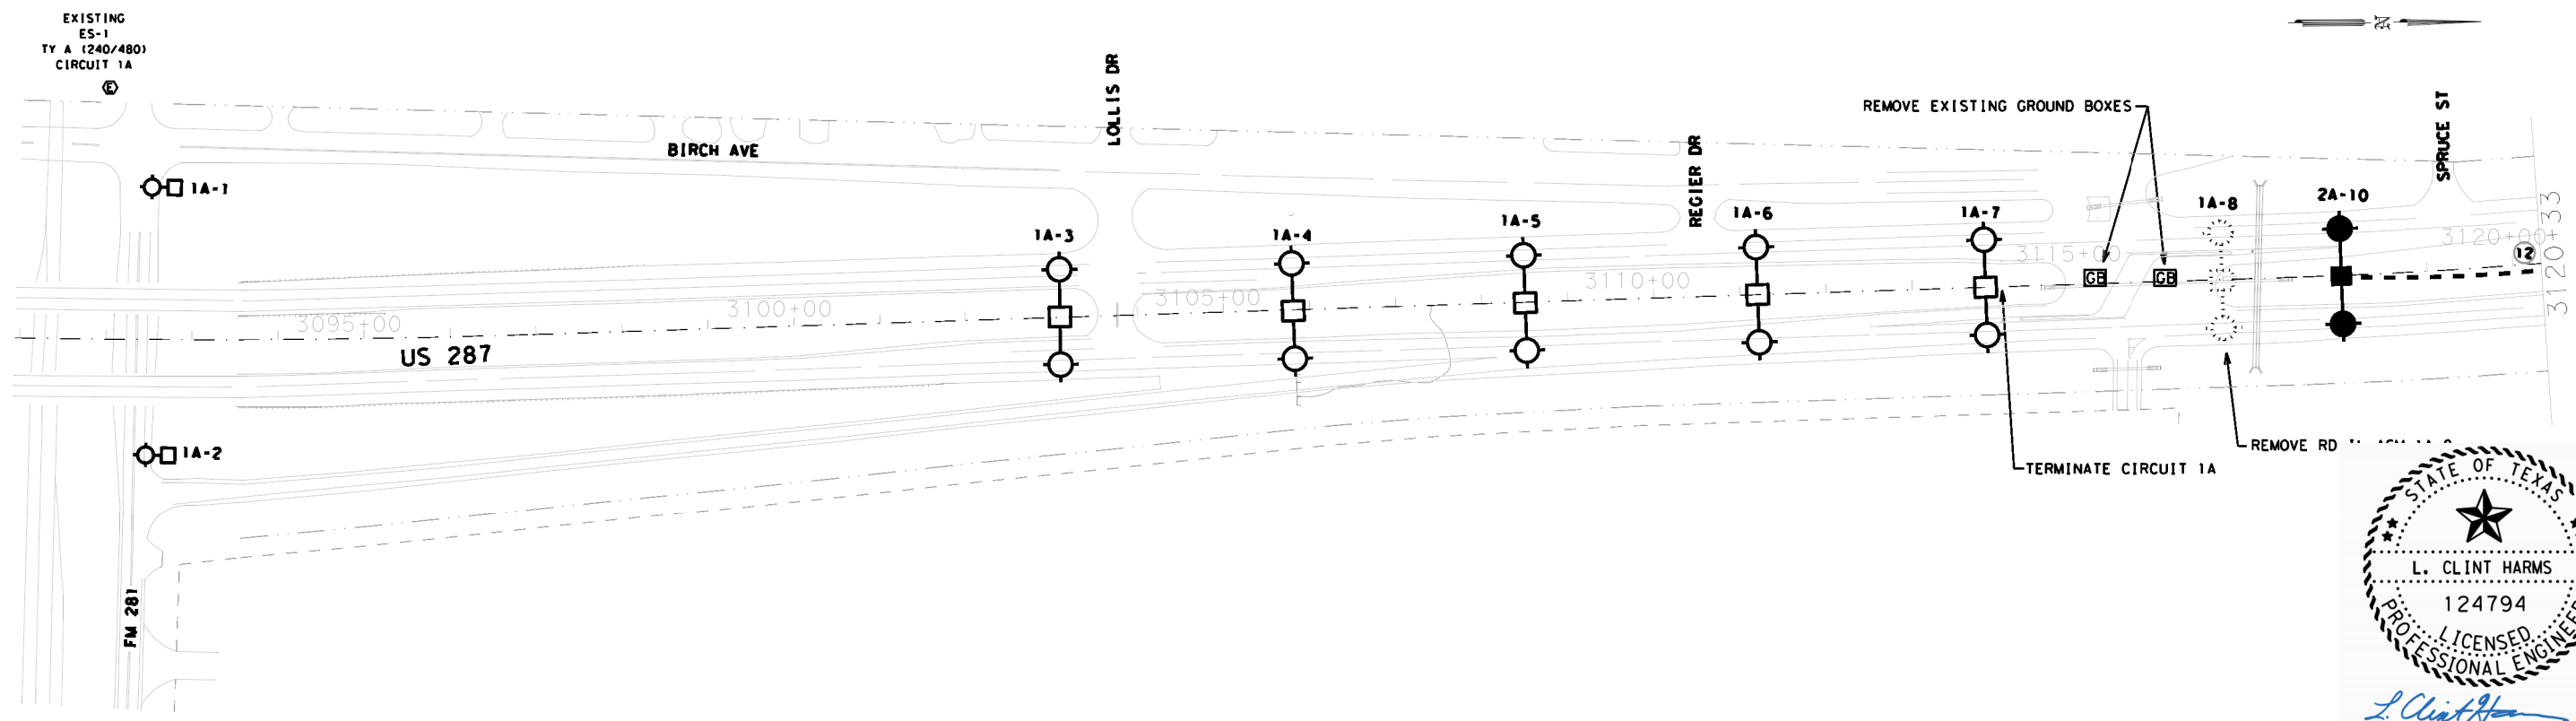 EXISTING
ES-1
TY A (240/480)
CIRCUIT 1A
E
BIRCH AVE
LOLLIS DR
REGIER DR
SPRUCE ST
REMOVE EXISTING GROUND BOXES
1A-1
1A-2
1A-3
1A-4
1A-5
1A-6
1A-7
1A-8
2A-10
GB
GB
12
3095+00
3100+00
3105+00
3110+00
3115+00
3120+00
3120+33
US 287
FM 281
TERMINATE CIRCUIT 1A
REMOVE RD
STATE OF TEXAS
L. CLINT HARMS
124794
LICENSED
PROFESSIONAL ENGINEER
L. Clint Harms